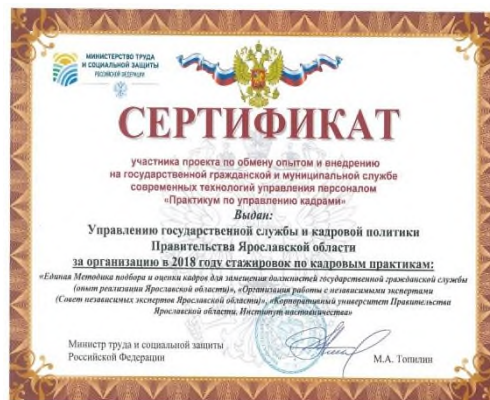 МИНИСТЕРСТВО ТРУДА
И СОЦИАЛЬНОЙ ЗАЩИТЫ
РОССИЙСКОЙ ФЕДЕРАЦИИ
СЕРТИФИКАТ
участника проекта по обмену опытом и внедрению
на государственной гражданской и муниципальной службе
современных технологий управления персоналом
«Практикум по управлению кадрами»
Выдан:
Управлению государственной службы и кадровой политики
Правительства Ярославской области
за организацию в 2018 году стажировок по кадровым практикам:
«Единая Методика подбора и оценки кадров для замещения должностей государственной гражданской службы
(опыт реализации Ярославской области)», «Организация работы с независимыми экспертами
(Совет независимых экспертов Ярославской области)», «Корпоративный университет Правительства
Ярославской области, Институт наставничества»
Министр труда и социальной защиты
Российской Федерации
М.А. Топилин